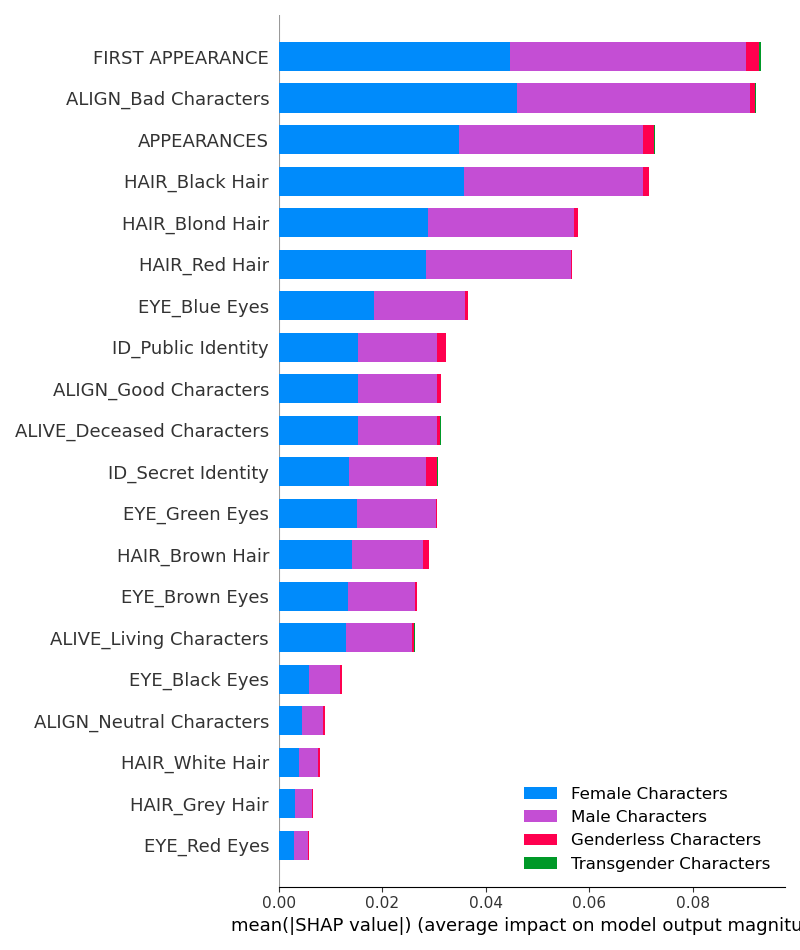 FIRST APPEARANCE
ALIGN_Bad Characters
APPEARANCES
HAIR_Black Hair
HAIR_Blond Hair
HAIR_Red Hair
EYE_Blue Eyes
ID_Public Identity
ALIGN_Good Characters
ALIVE_Deceased Characters
ID_Secret Identity
EYE_Green Eyes
HAIR_Brown Hair
EYE_Brown Eyes
ALIVE_Living Characters
EYE_Black Eyes
ALIGN_Neutral Characters
HAIR_White Hair
HAIR_Grey Hair
EYE_Red Eyes
Female Characters
Male Characters
Genderless Characters
Transgender Characters
0.00 0.02 0.04 0.06 0.08
mean(|SHAP value|) (average impact on model output magnitu